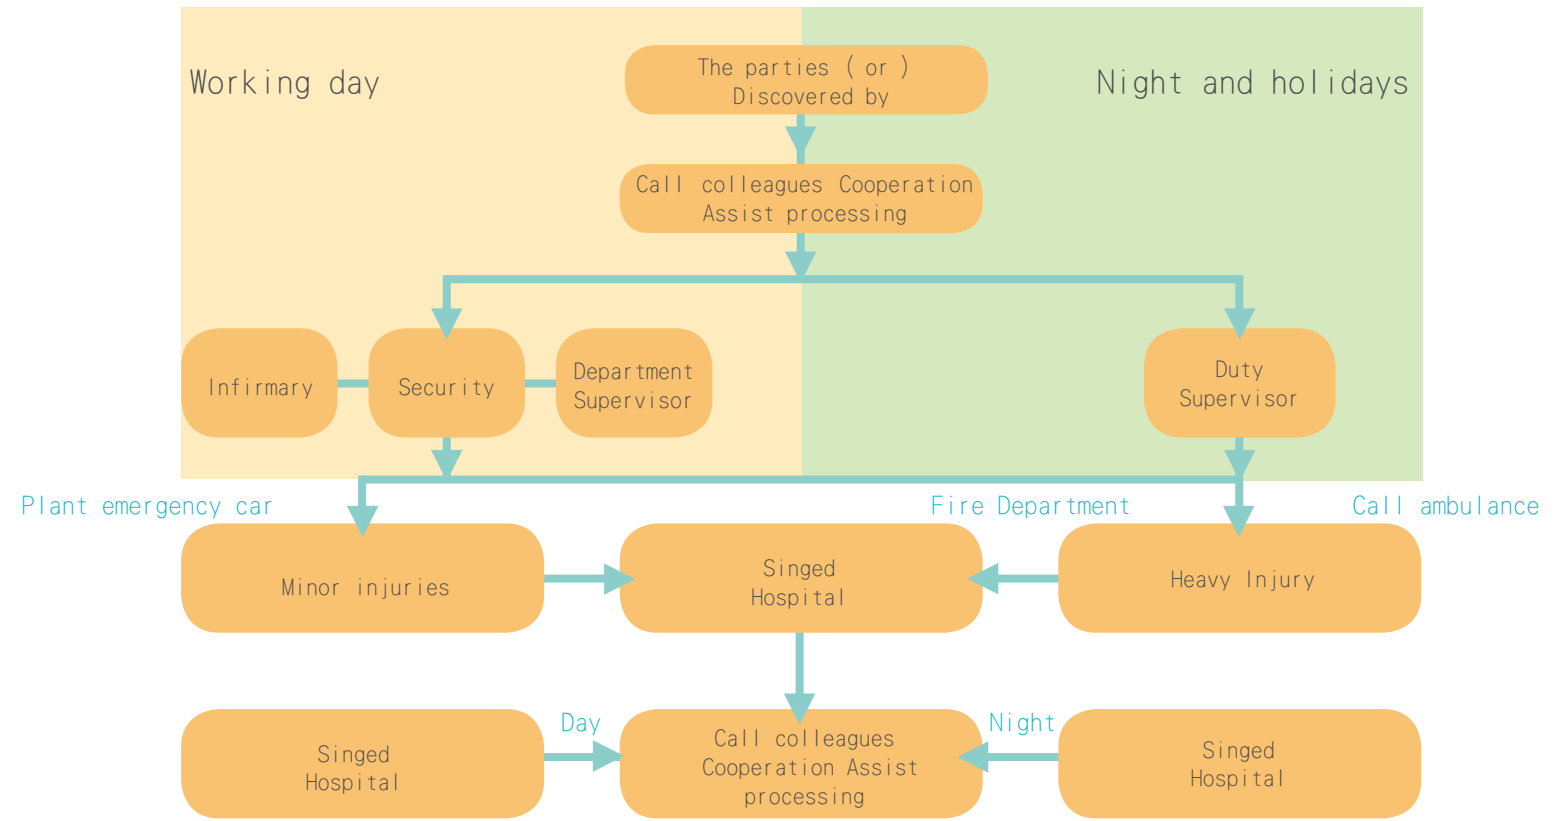 Working day
Night and holidays
The parties ( or )
Discovered by
Call colleagues Cooperation
Assist processing
Infirmary
Security
Department
Supervisor
Duty
Supervisor
Plant emergency car
Fire Department
Call ambulance
Minor injuries
Singed
Hospital
Heavy Injury
Singed
Hospital
Day
Call colleagues
Cooperation Assist
processing
Night
Singed
Hospital